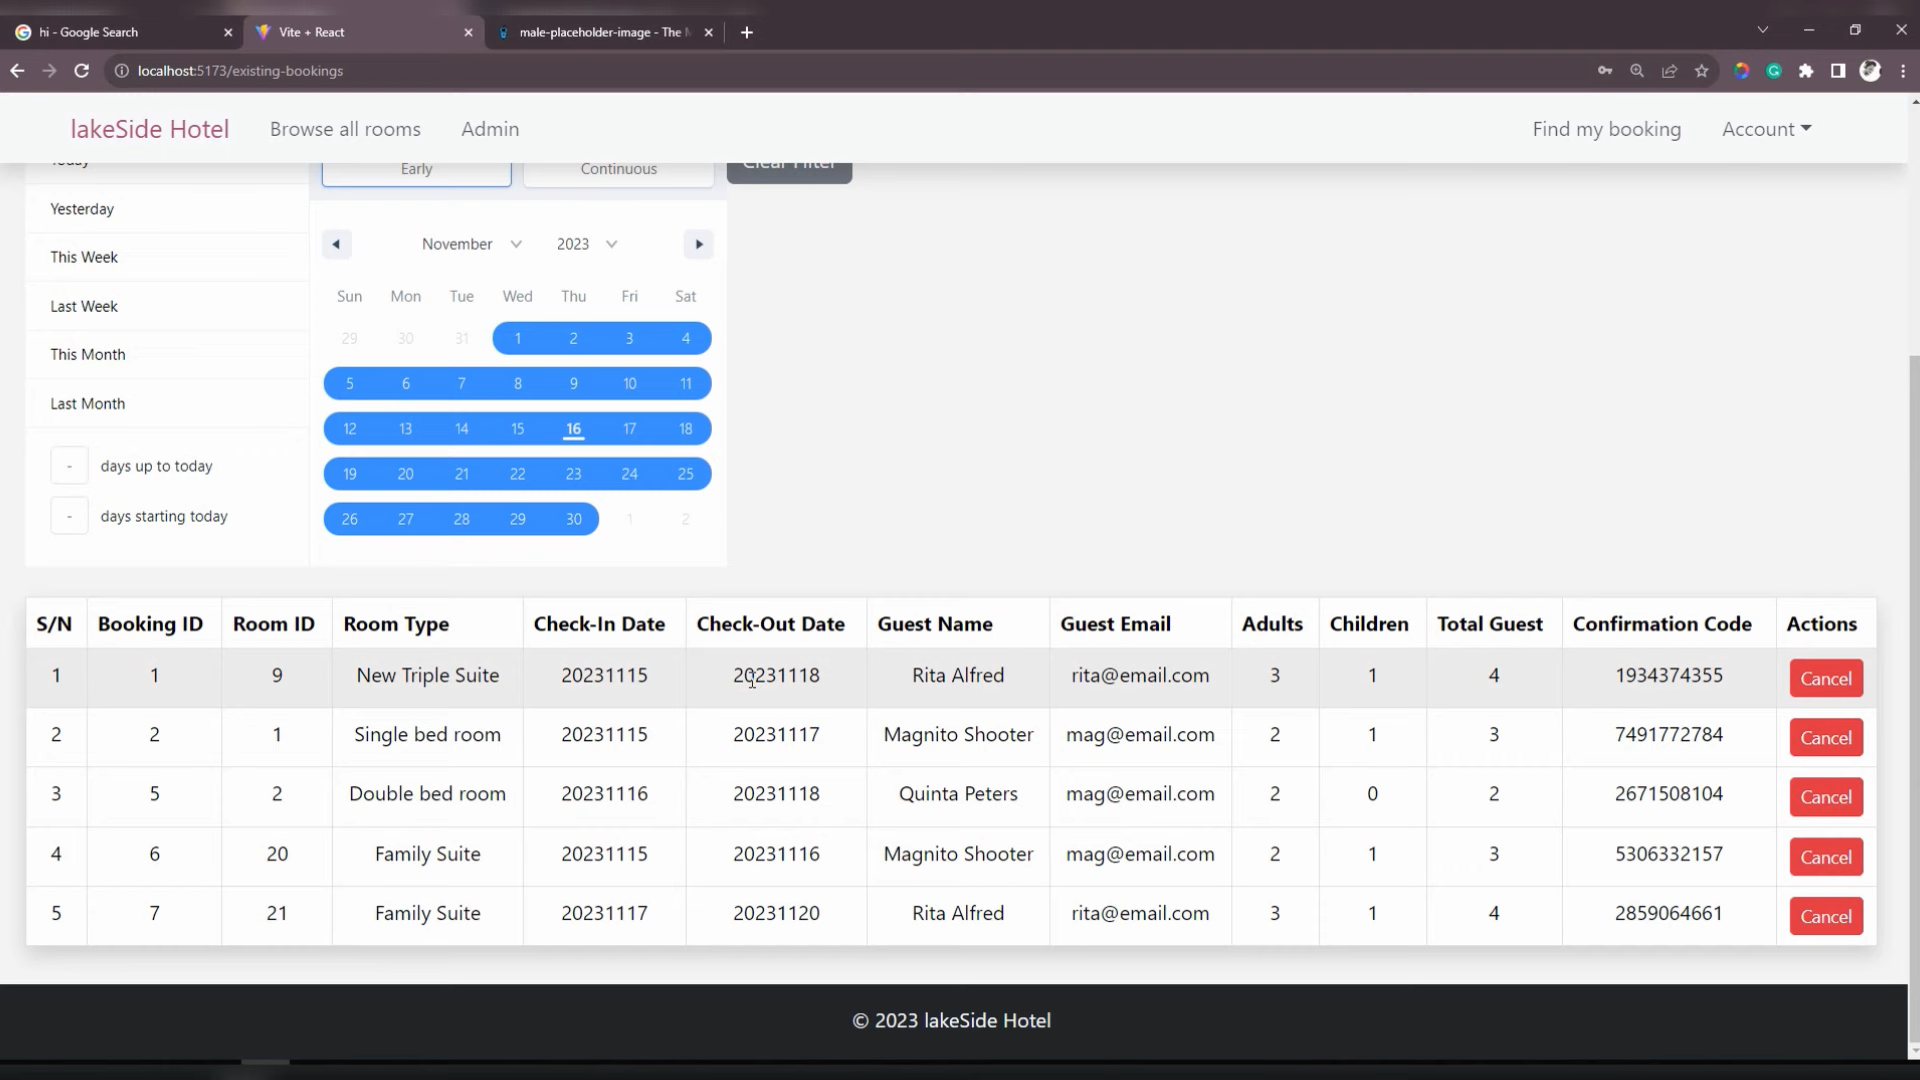 hi - Google Search
Vite + React
male-placeholder-image - The M
localhost:5173/existing-bookings
lakeSide Hotel Browse all rooms Admin Find my booking Account
Today
Early Continuous Clear Filter
Yesterday
This Week
Last Week
This Month
Last Month
- days up to today
- days starting today
November 2023
Sun Mon Tue Wed Thu Fri Sat
29 30 31 1 2 3 4
5 6 7 8 9 10 11
12 13 14 15 16 17 18
19 20 21 22 23 24 25
26 27 28 29 30 1 2
S/N Booking ID Room ID Room Type Check-In Date Check-Out Date Guest Name Guest Email Adults Children Total Guest Confirmation Code Actions
1 1 9 New Triple Suite 20231115 20231118 Rita Alfred rita@email.com 3 1 4 1934374355 Cancel
2 2 1 Single bed room 20231115 20231117 Magnito Shooter mag@email.com 2 1 3 7491772784 Cancel
3 5 2 Double bed room 20231116 20231118 Quinta Peters mag@email.com 2 0 2 2671508104 Cancel
4 6 20 Family Suite 20231115 20231116 Magnito Shooter mag@email.com 2 1 3 5306332157 Cancel
5 7 21 Family Suite 20231117 20231120 Rita Alfred rita@email.com 3 1 4 2859064661 Cancel
© 2023 lakeSide Hotel